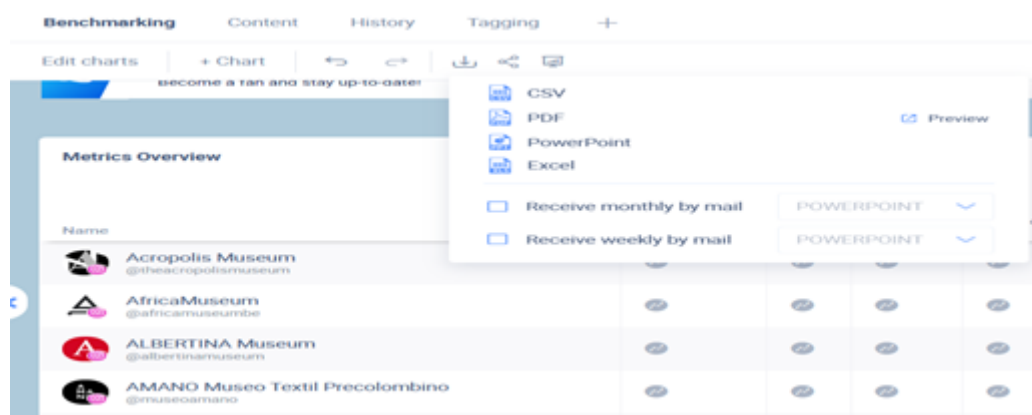 Benchmarking Content History Tagging +
Edit charts + Chart
Become a fan and stay up-to-date!
CSV
PDF Preview
PowerPoint
Excel
Receive monthly by mail POWERPOINT
Receive weekly by mail POWERPOINT
Metrics Overview
Name
Acropolis Museum
@theacropolismuseum
AfricaMuseum
@africamuseumbe
ALBERTINA Museum
@albertinamuseum
AMANO Museo Textil Precolombino
@museoamano